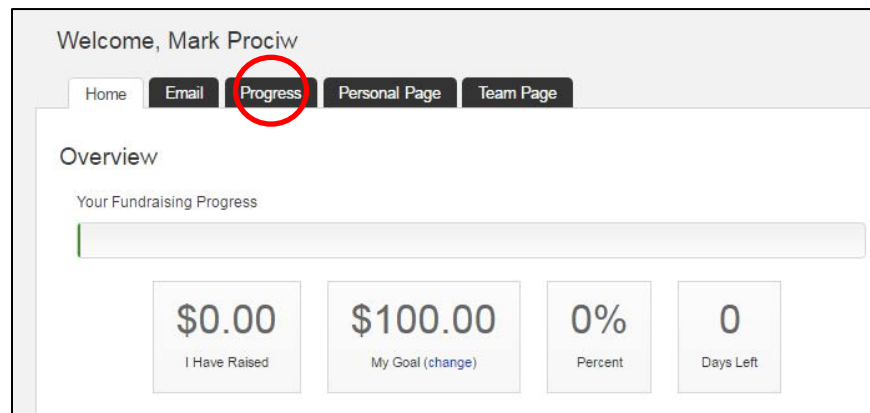 Welcome, Mark Prociw
Home Email Progress Personal Page Team Page
Overview
Your Fundraising Progress
$0.00 $100.00 0% 0
I Have Raised My Goal (change) Percent Days Left